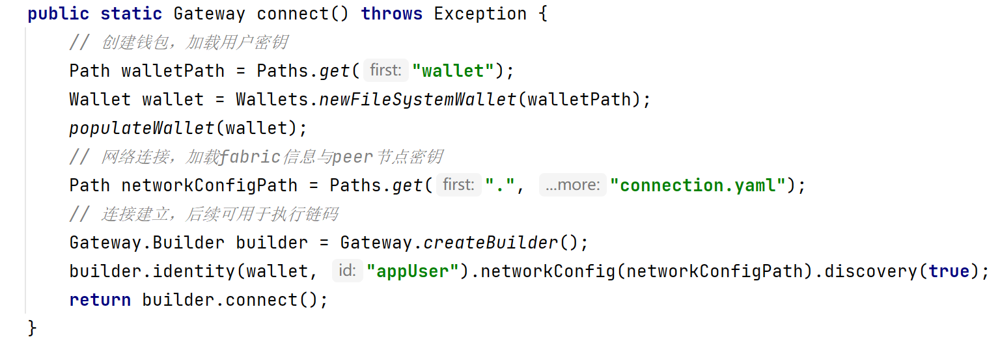 public static Gateway connect() throws Exception {
// 创建钱包，加载用户密钥
Path walletPath = Paths.get( first: "wallet");
Wallet wallet = Wallets.newFileSystemWallet(walletPath);
populateWallet(wallet);
// 网络连接，加载fabric信息与peer节点密钥
Path networkConfigPath = Paths.get( first: ".", ...more: "connection.yaml");
// 连接建立，后续可用于执行链码
Gateway.Builder builder = Gateway.createBuilder();
builder.identity(wallet, id: "appUser").networkConfig(networkConfigPath).discovery(true);
return builder.connect();
}